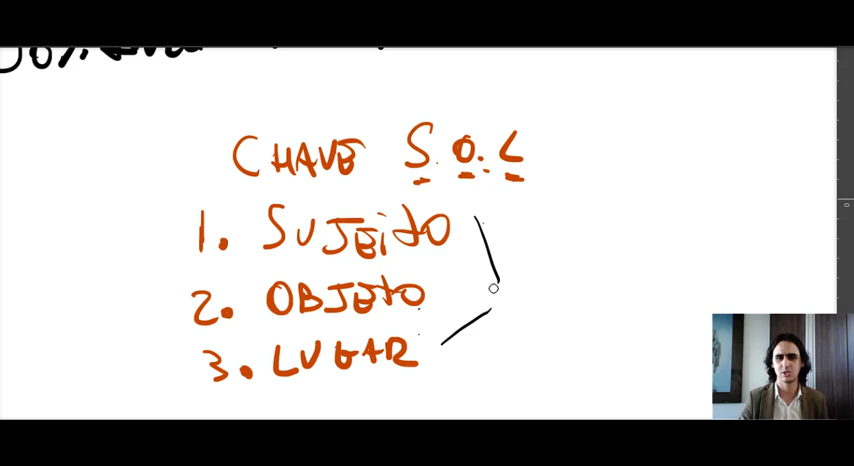 CHAVE S.O.L
1. SUJEITO
2. OBJETO
3. LUGAR